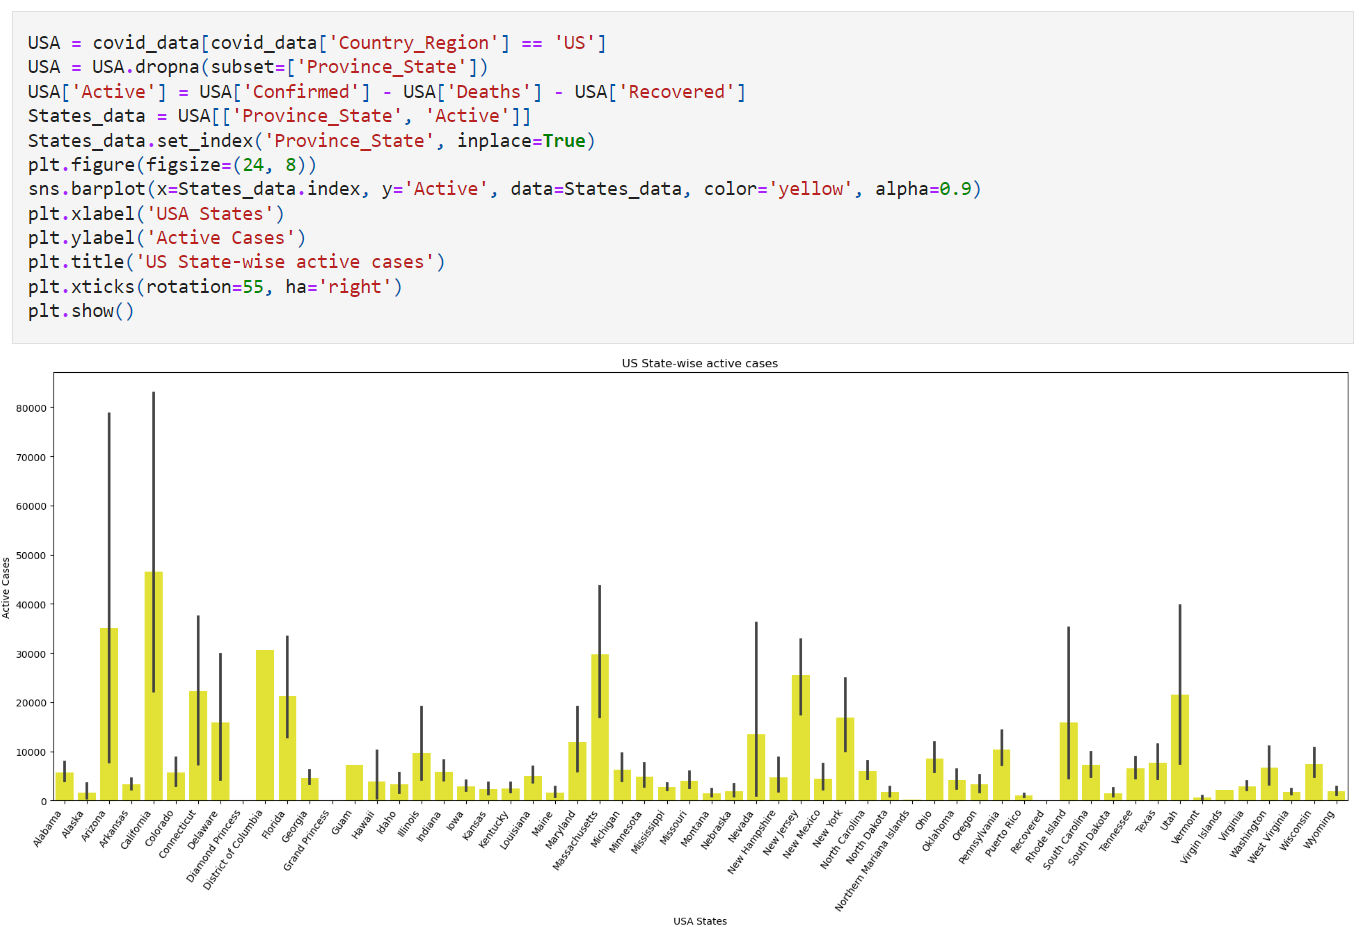 USA = covid_data[covid_data['Country_Region'] == 'US']
USA = USA.dropna(subset=['Province_State'])
USA['Active'] = USA['Confirmed'] - USA['Deaths'] - USA['Recovered']
States_data = USA[['Province_State', 'Active']]
States_data.set_index('Province_State', inplace=True)
plt.figure(figsize=(24, 8))
sns.barplot(x=States_data.index, y='Active', data=States_data, color='yellow', alpha=0.9)
plt.xlabel('USA States')
plt.ylabel('Active Cases')
plt.title('US State-wise active cases')
plt.xticks(rotation=55, ha='right')
plt.show()
US State-wise active cases
Active Cases
80000
70000
60000
50000
40000
30000
20000
10000
0
Alabama
Alaska
Arizona
Arkansas
California
Colorado
Connecticut
Delaware
Diamond Princess
District of Columbia
Florida
Georgia
Grand Princess
Guam
Hawaii
Idaho
Illinois
Indiana
Iowa
Kansas
Kentucky
Louisiana
Maine
Maryland
Massachusetts
Michigan
Minnesota
Mississippi
Missouri
Montana
Nebraska
Nevada
New Hampshire
New Jersey
New Mexico
New York
North Carolina
North Dakota
Northern Mariana Islands
Ohio
Oklahoma
Oregon
Pennsylvania
Puerto Rico
Recovered
Rhode Island
South Carolina
South Dakota
Tennessee
Texas
Utah
Vermont
Virgin Islands
Virginia
Washington
West Virginia
Wisconsin
Wyoming
USA States